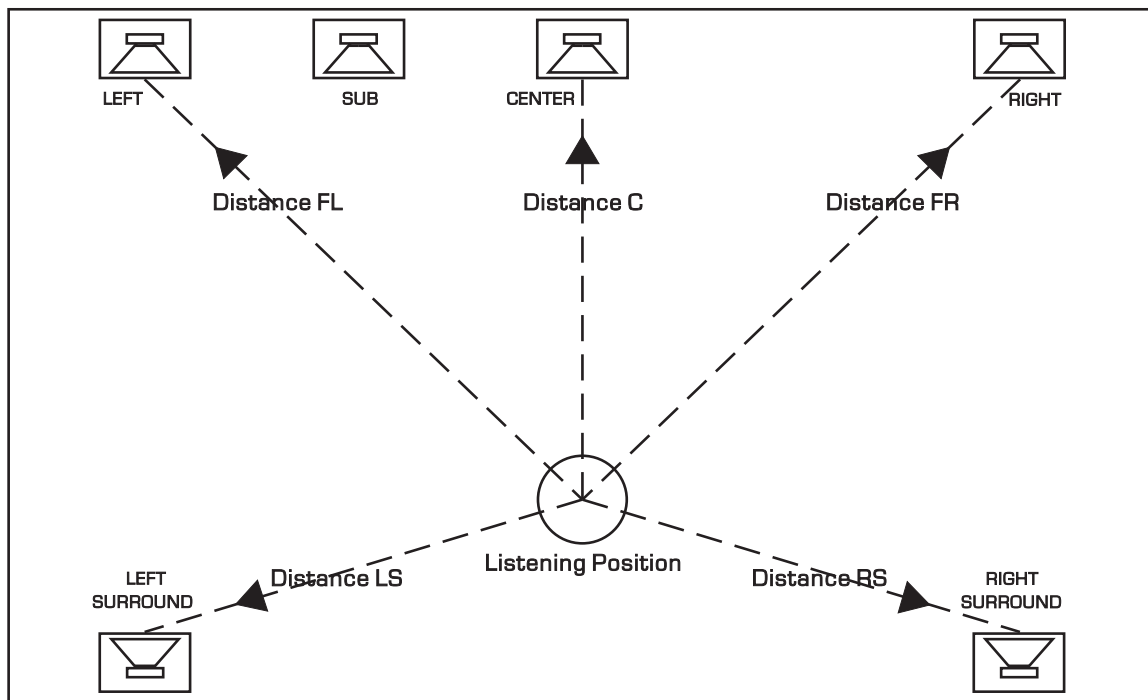 LEFT
SUB
CENTER
RIGHT
Distance FL
Distance C
Distance FR
Listening Position
Distance LS
Distance RS
LEFT
SURROUND
RIGHT
SURROUND